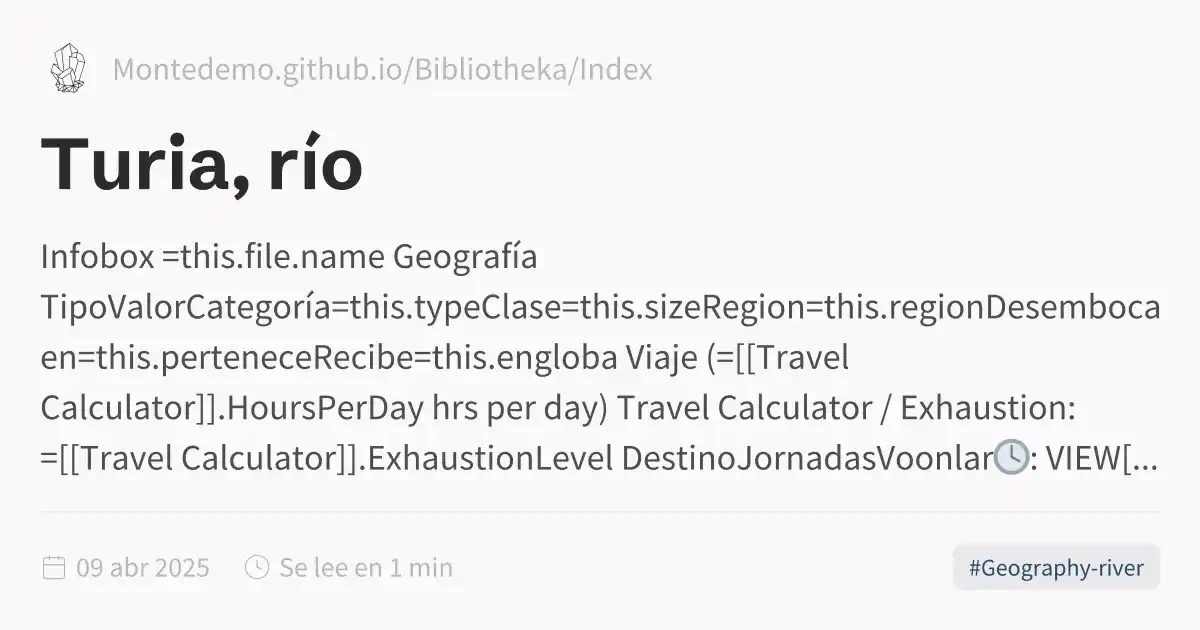 Montedemo.github.io/Bibliotheka/Index
Turia, río
Infobox =this.file.name Geografía
TipoValorCategoría=this.typeClase=this.sizeRegion=this.regionDesemboca
en=this.perteneceRecibe=this.engloba Viaje (=[[Travel
Calculator]].HoursPerDay hrs per day) Travel Calculator / Exhaustion:
=[[Travel Calculator]].ExhaustionLevel DestinoJornadasVoonlar🕓: VIEW[...
09 abr 2025 Se lee en 1 min #Geography-river